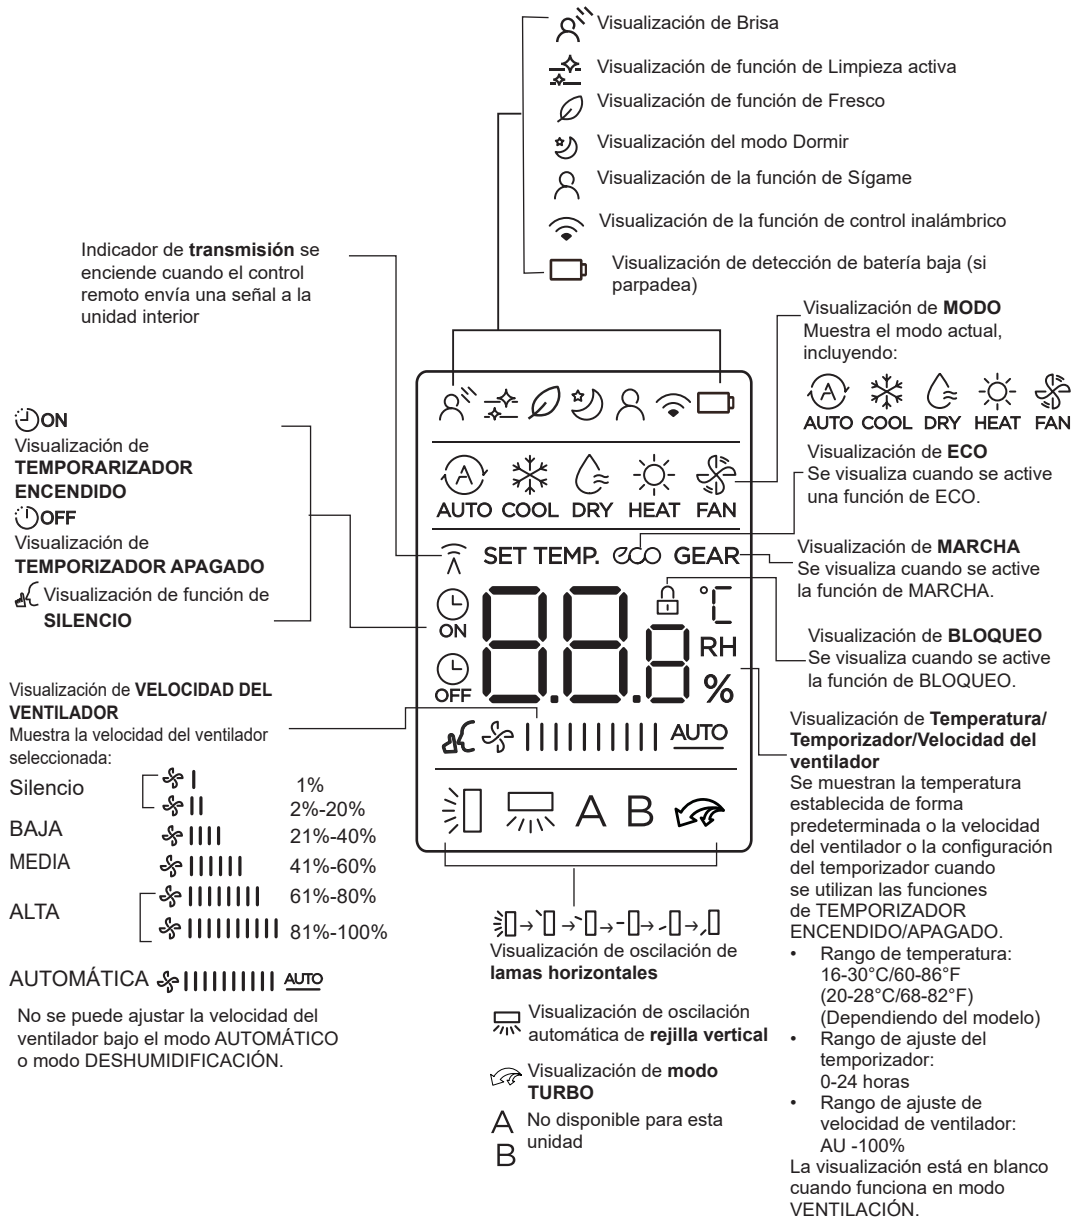 Visualización de Brisa
Visualización de función de Limpieza activa
Visualización de función de Fresco
Visualización del modo Dormir
Visualización de la función de Sígame
Visualización de la función de control inalámbrico
Visualización de detección de batería baja (si
parpadea)
Indicador de transmisión se
enciende cuando el control
remoto envía una señal a la
unidad interior
ON
Visualización de
TEMPORARIZADOR
ENCENDIDO
OFF
Visualización de
TEMPORIZADOR APAGADO
Visualización de función de
SILENCIO
Visualización de VELOCIDAD DEL
VENTILADOR
Muestra la velocidad del ventilador
seleccionada:
Silencio
1%
2%-20%
BAJA 21%-40%
MEDIA 41%-60%
ALTA
61%-80%
81%-100%
AUTOMÁTICA AUTO
No se puede ajustar la velocidad del
ventilador bajo el modo AUTOMÁTICO
o modo DESHUMIDIFICACIÓN.
A
AUTO COOL DRY HEAT FAN
SET TEMP. eco GEAR
ON
OFF
88.8
°C
RH
%
AUTO
A B
Visualización de oscilación de
lamas horizontales
Visualización de oscilación
automática de rejilla vertical
Visualización de modo
TURBO
A
B
No disponible para esta
unidad
Visualización de MODO
Muestra el modo actual,
incluyendo:
A
AUTO COOL DRY HEAT FAN
Visualización de ECO
Se visualiza cuando se active
una función de ECO.
Visualización de MARCHA
Se visualiza cuando se active
la función de MARCHA.
Visualización de BLOQUEO
Se visualiza cuando se active
la función de BLOQUEO.
Visualización de Temperatura/
Temporizador/Velocidad del
ventilador
Se muestran la temperatura
establecida de forma
predeterminada o la velocidad
del ventilador o la configuración
del temporizador cuando
se utilizan las funciones
de TEMPORIZADOR
ENCENDIDO/APAGADO.
• Rango de temperatura:
16-30°C/60-86°F
(20-28°C/68-82°F)
(Dependiendo del modelo)
• Rango de ajuste del
temporizador:
0-24 horas
• Rango de ajuste de
velocidad de ventilador:
AU -100%
La visualización está en blanco
cuando funciona en modo
VENTILACIÓN.